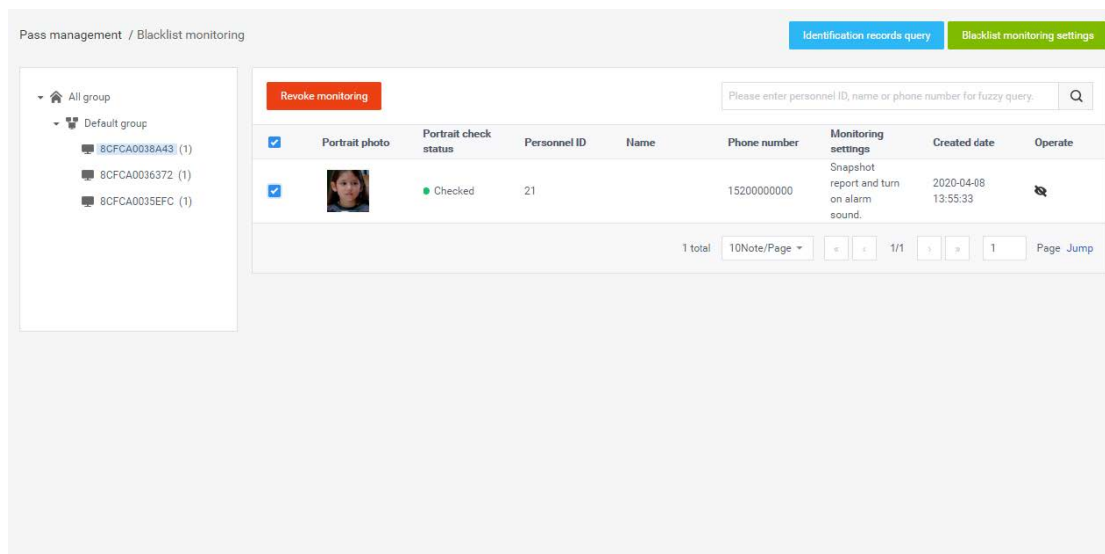 Pass management / Blacklist monitoring
Identification records query
Blacklist monitoring settings
All group
Default group
8CFCA0038A43 (1)
8CFCA0036372 (1)
8CFCA0035EFC (1)
Revoke monitoring
Please enter personnel ID, name or phone number for fuzzy query.
Portrait photo
Portrait check status
Personnel ID
Name
Phone number
Monitoring settings
Created date
Operate
Checked
21
15200000000
Snapshot
report and turn
on alarm
sound.
2020-04-08
13:55:33
1 total
10Note/Page
« ‹ 1/1 › »
1
Page Jump